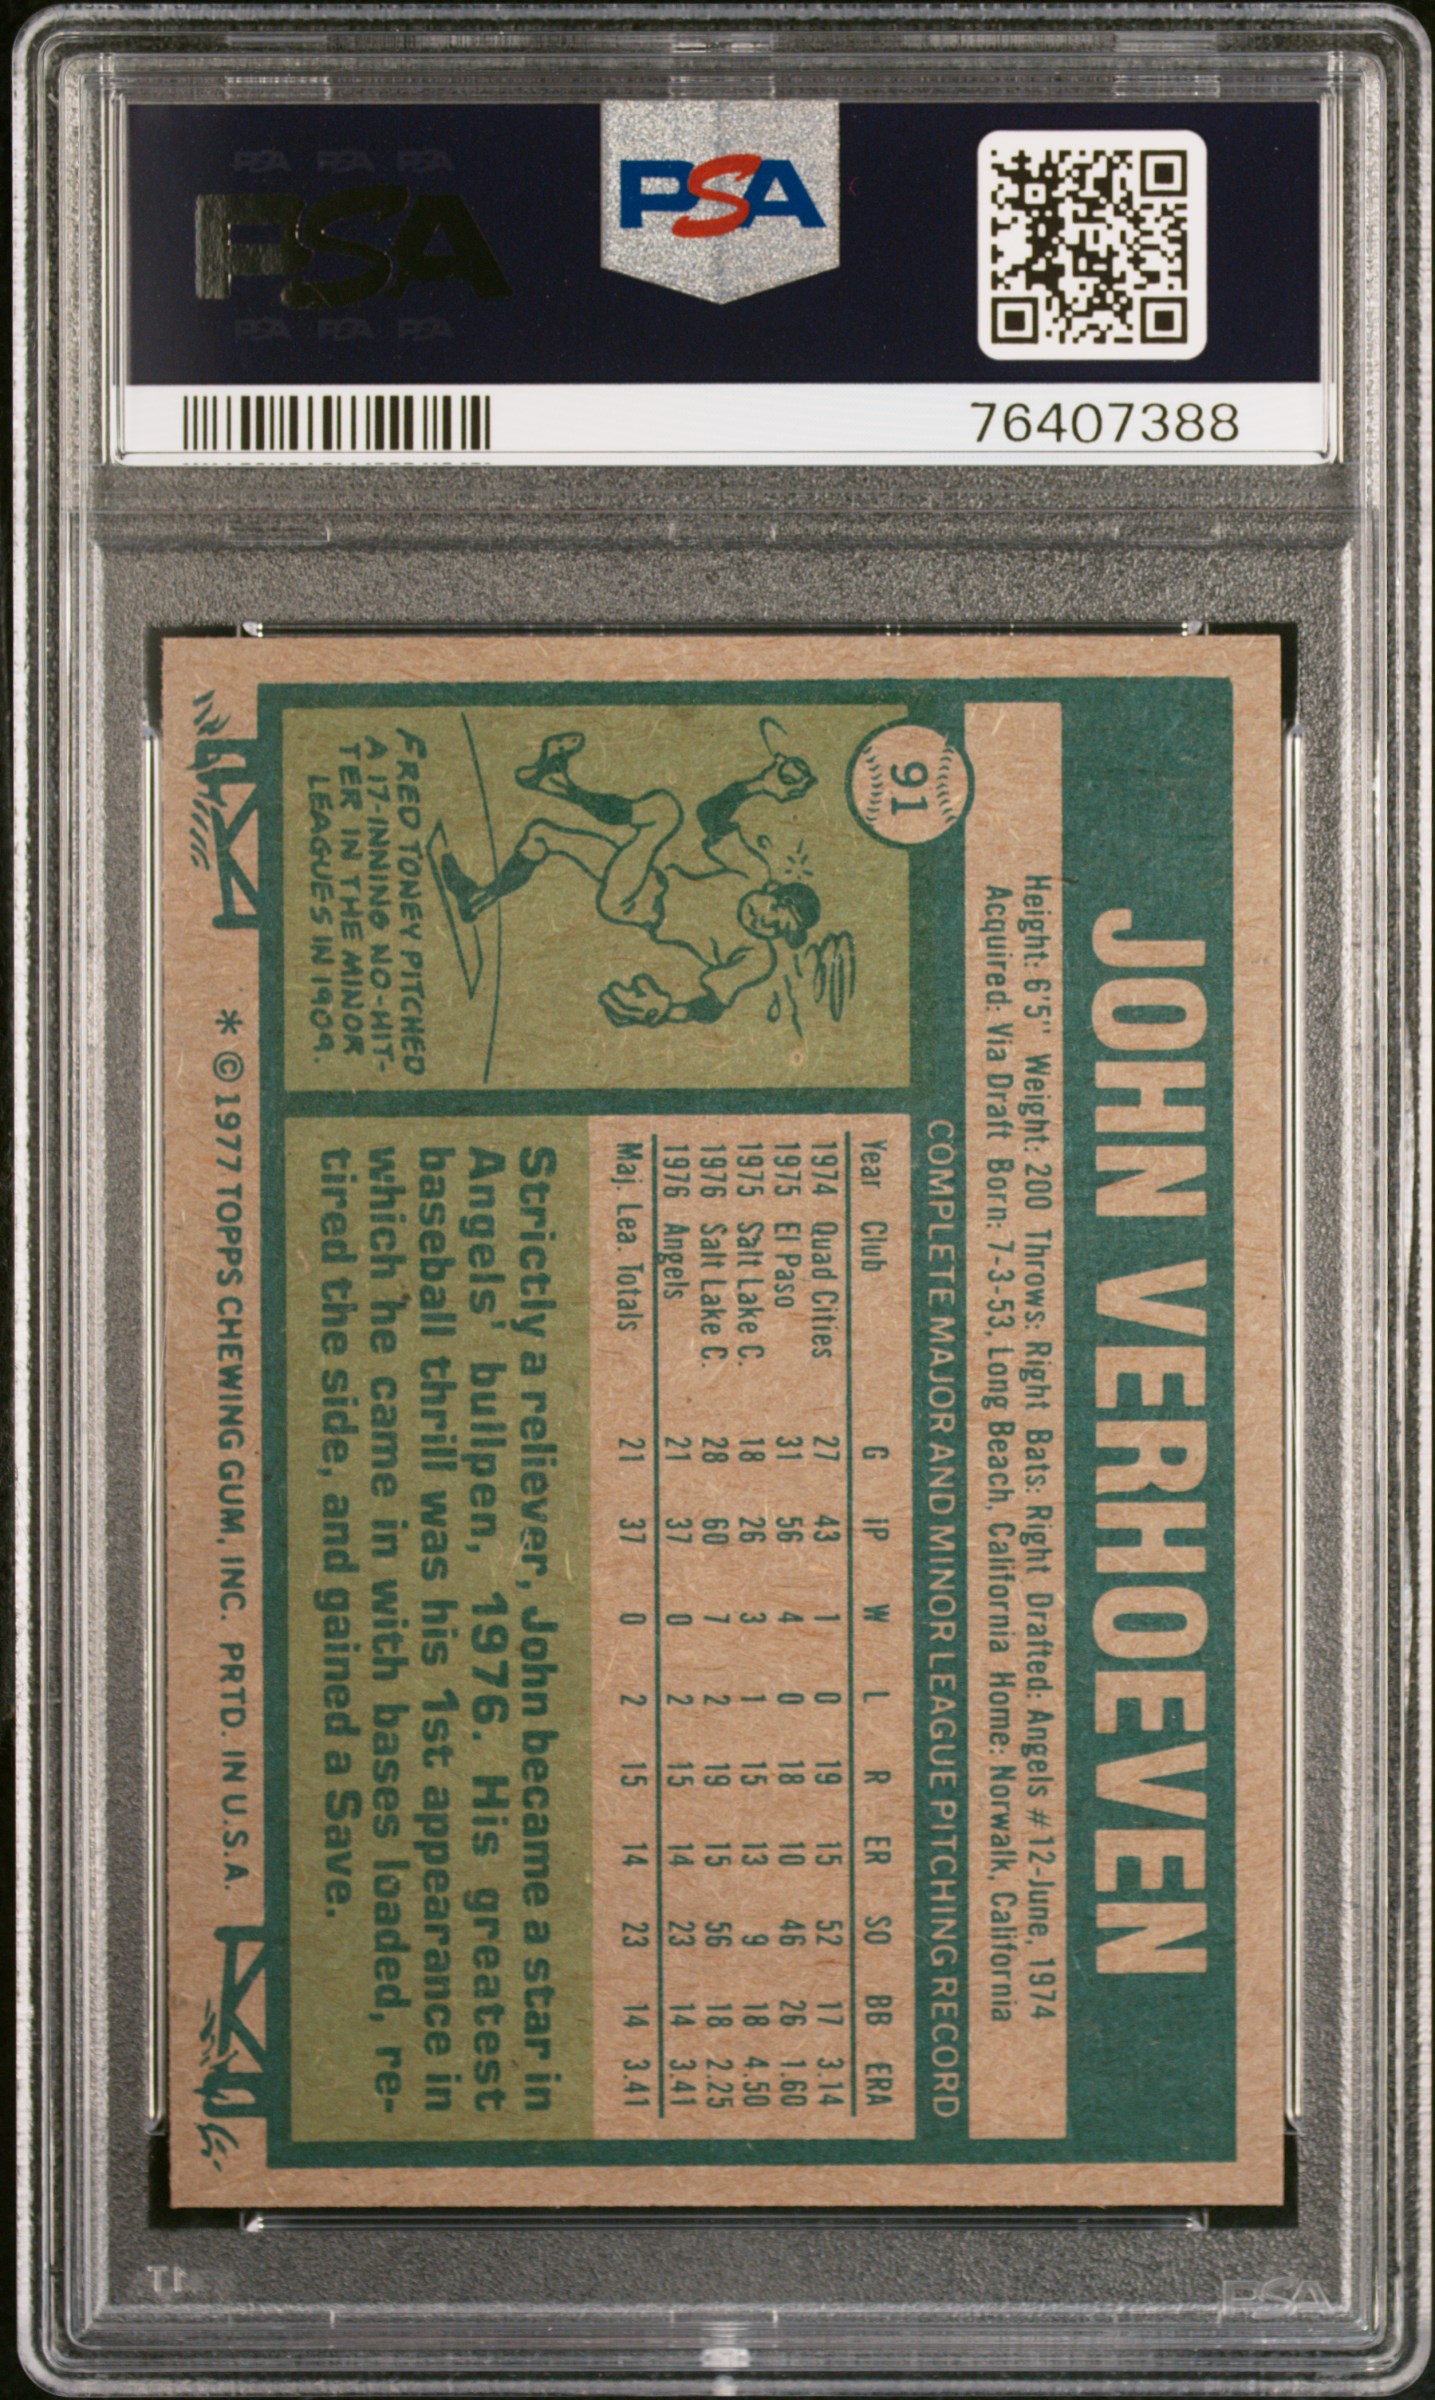 PSA PSA PSA
PSA
PSA PSA PSA
PSA
76407388
JOHN VERHOEVEN
Height: 6'5" Weight: 200 Throws: Right Bats: Right Drafted: Angels #12-June, 1974
Acquired: Via Draft Born: 7-3-53, Long Beach, California Home: Norwalk, California
91
COMPLETE MAJOR AND MINOR LEAGUE PITCHING RECORD
Year Club G IP W L R ER SO BB ERA
1974 Quad Cities 27 43 1 0 19 15 52 17 3.14
1975 El Paso 31 56 4 0 18 10 46 26 1.60
1975 Salt Lake C. 18 26 3 1 15 13 9 18 4.50
1976 Salt Lake C. 28 60 7 2 19 15 56 18 2.25
1976 Angels 21 37 0 2 15 14 23 14 3.41
Maj. Lea. Totals 21 37 0 2 15 14 23 14 3.41
FRED TONEY PITCHED
A 17-INNING NO-HIT-
TER IN THE MINOR
LEAGUES IN 1909.
Strictly a reliever, John became a star in
Angels' bullpen, 1976. His greatest
baseball thrill was his 1st appearance in
which he came in with bases loaded, re-
tired the side, and gained a Save.
* © 1977 TOPPS CHEWING GUM, INC. PRTD. IN U.S.A.
PSA